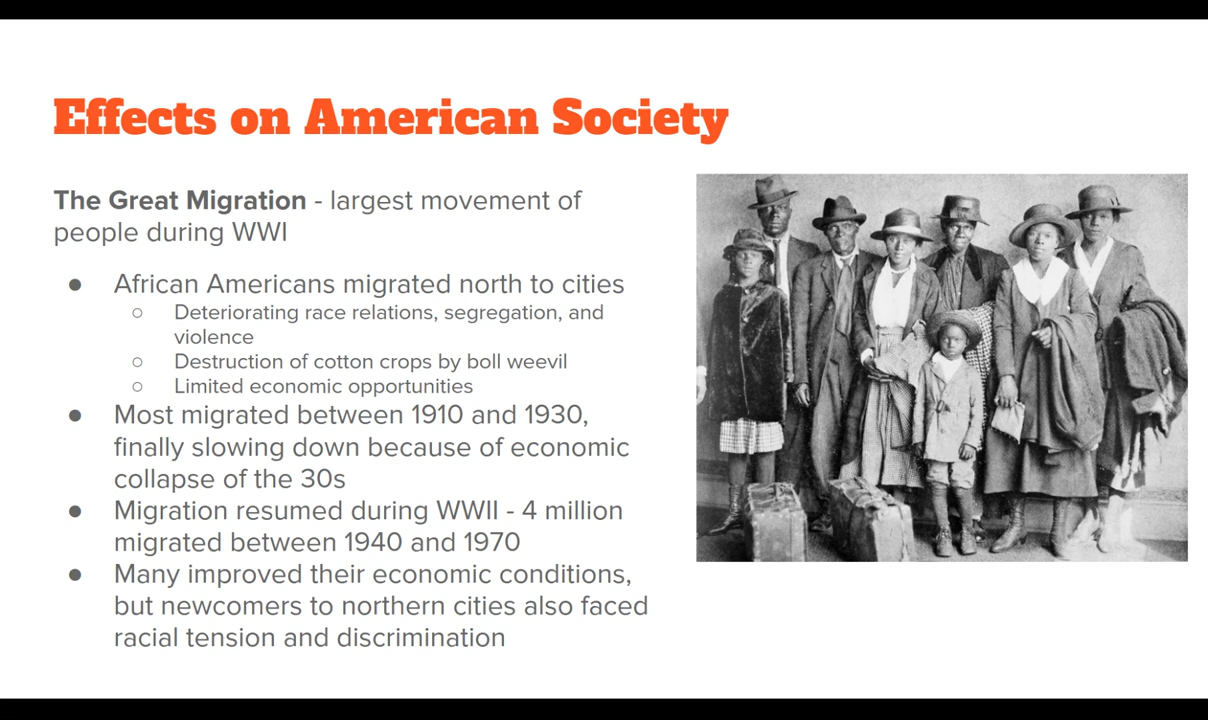 Effects on American Society
The Great Migration - largest movement of
people during WWI
● African Americans migrated north to cities
○ Deteriorating race relations, segregation, and
violence
○ Destruction of cotton crops by boll weevil
○ Limited economic opportunities
● Most migrated between 1910 and 1930,
finally slowing down because of economic
collapse of the 30s
● Migration resumed during WWII - 4 million
migrated between 1940 and 1970
● Many improved their economic conditions,
but newcomers to northern cities also faced
racial tension and discrimination